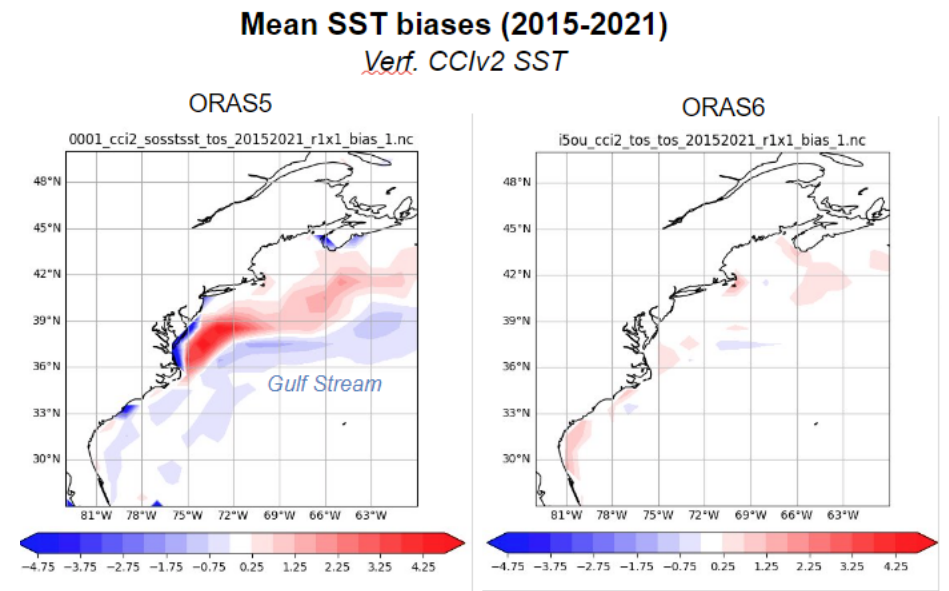 Mean SST biases (2015-2021)
Verf. CCIv2 SST
ORAS5
ORAS6
0001_cci2_sosstsst_tos_20152021_r1x1_bias_1.nc
i5ou_cci2_tos_tos_20152021_r1x1_bias_1.nc
48°N
45°N
42°N
39°N
36°N
33°N
30°N
Gulf Stream
81°W 78°W 75°W 72°W 69°W 66°W 63°W
−4.75 −3.75 −2.75 −1.75 −0.75 0.25 1.25 2.25 3.25 4.25
48°N
45°N
42°N
39°N
36°N
33°N
30°N
81°W 78°W 75°W 72°W 69°W 66°W 63°W
−4.75 −3.75 −2.75 −1.75 −0.75 0.25 1.25 2.25 3.25 4.25